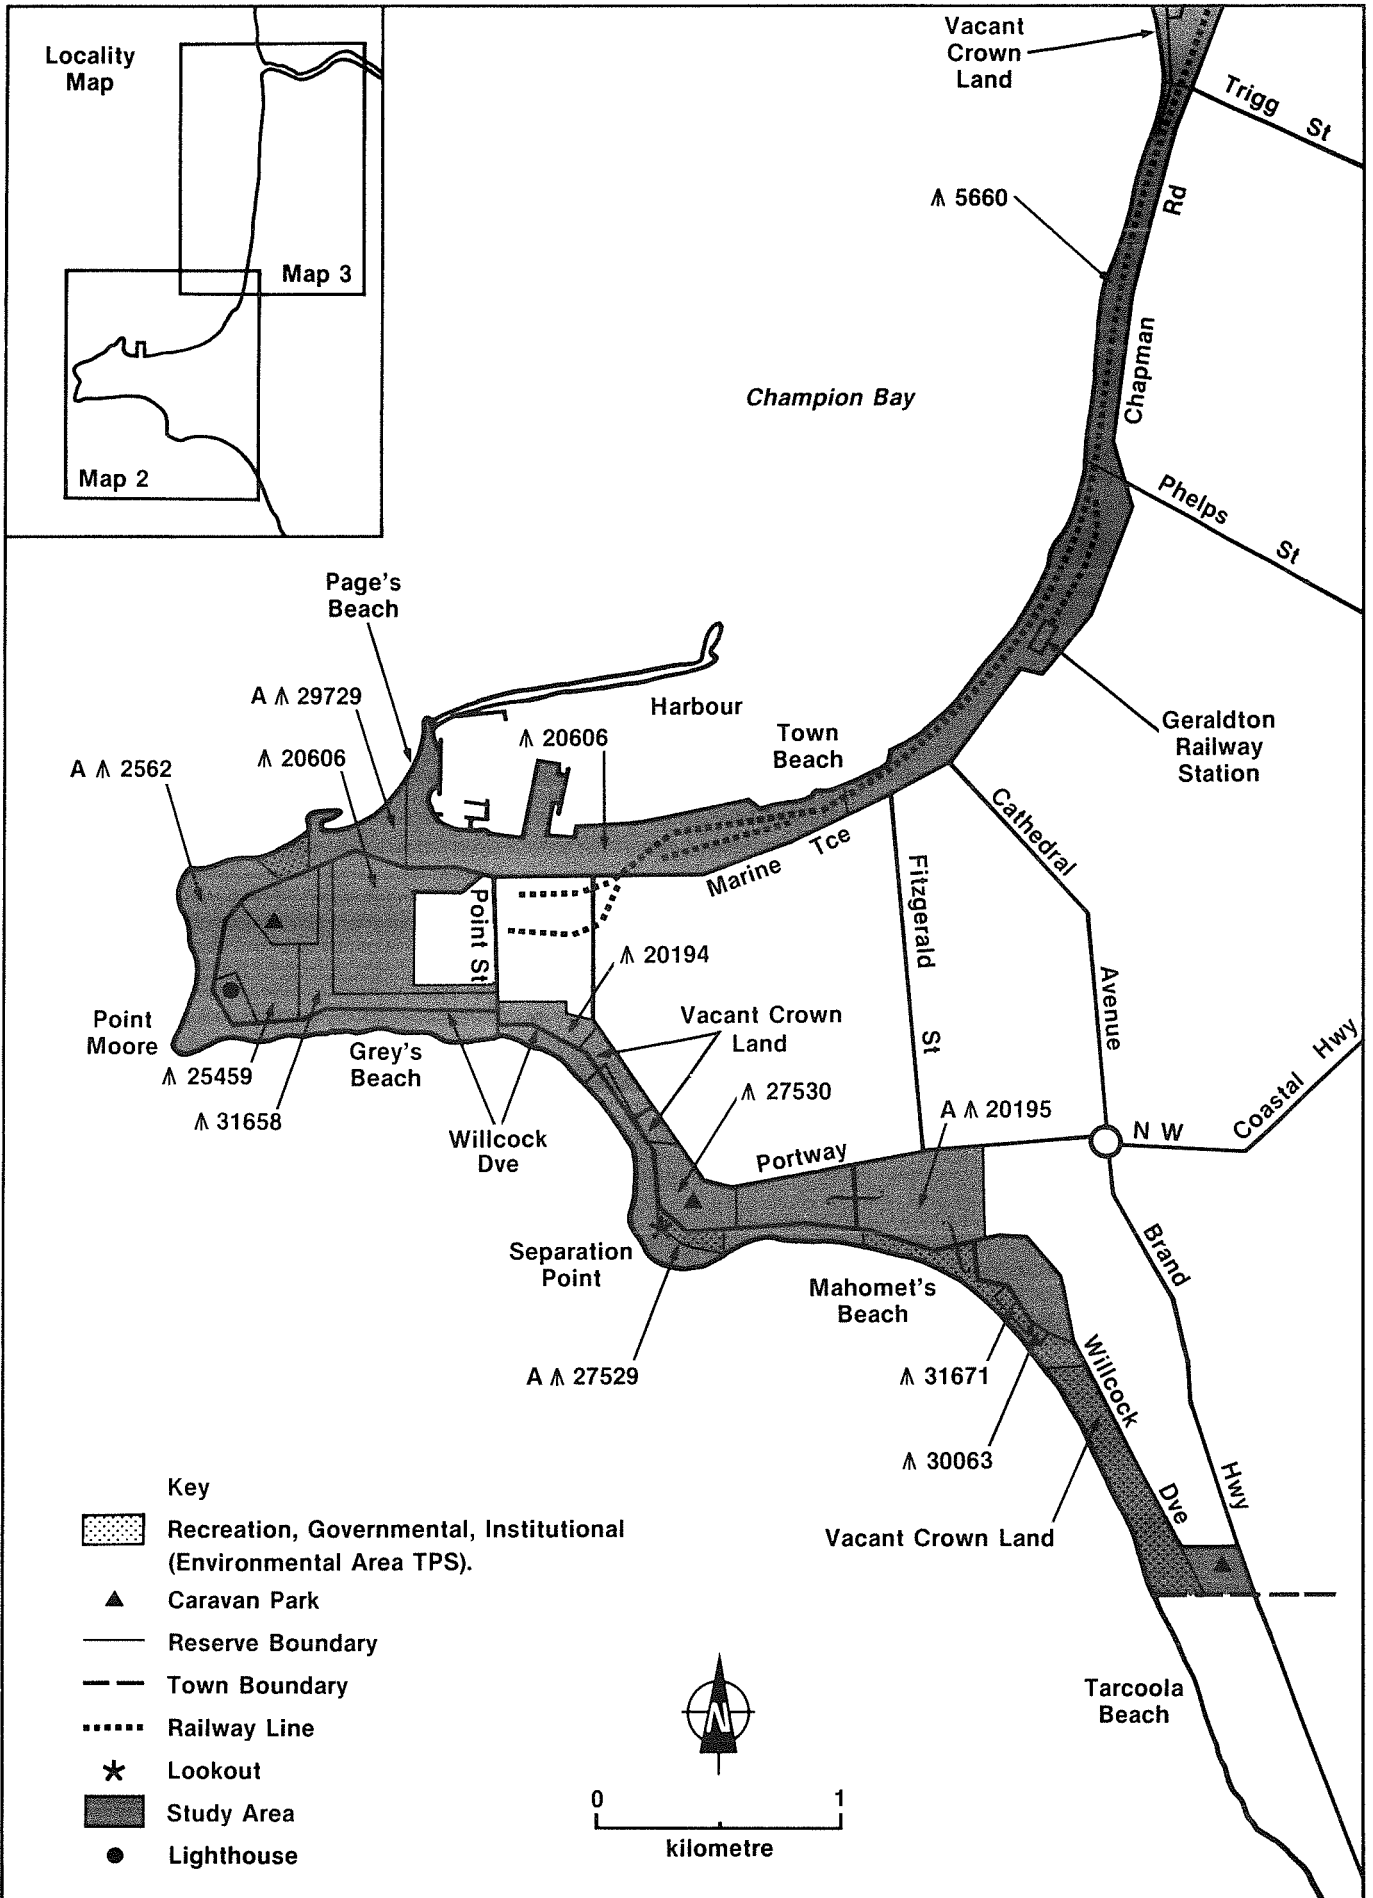 Locality
Map
Map 3
Map 2
Vacant
Crown
Land
Trigg St
5660
Chapman Rd
Champion Bay
Phelps St
Page's
Beach
A 29729
20606
A 2562
Harbour
20606
Town
Beach
Geraldton
Railway
Station
Marine Tce
Cathedral Avenue
Fitzgerald St
Point St
20194
Vacant Crown
Land
27530
A 20195
Portway
N W Coastal Hwy
Point
Moore
Grey's
Beach
25459
31658
Willcock
Dve
Separation
Point
Mahomet's
Beach
Brand Hwy
A 27529
31671
30063
Willcock Dve
Vacant Crown Land
Tarcoola
Beach
Key
Recreation, Governmental, Institutional
(Environmental Area TPS).
Caravan Park
Reserve Boundary
Town Boundary
Railway Line
Lookout
Study Area
Lighthouse
N
0 1
kilometre